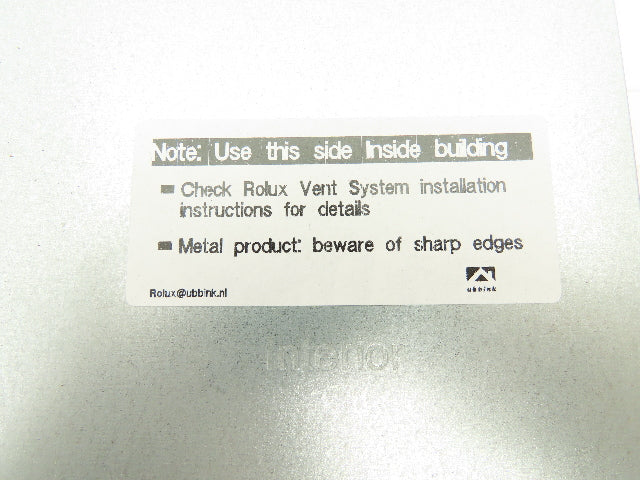 Note: Use this side Inside building
Check Rolux Vent System installation
instructions for details
Metal product: beware of sharp edges
Rolux@ubbink.nl
ubbink
Interior